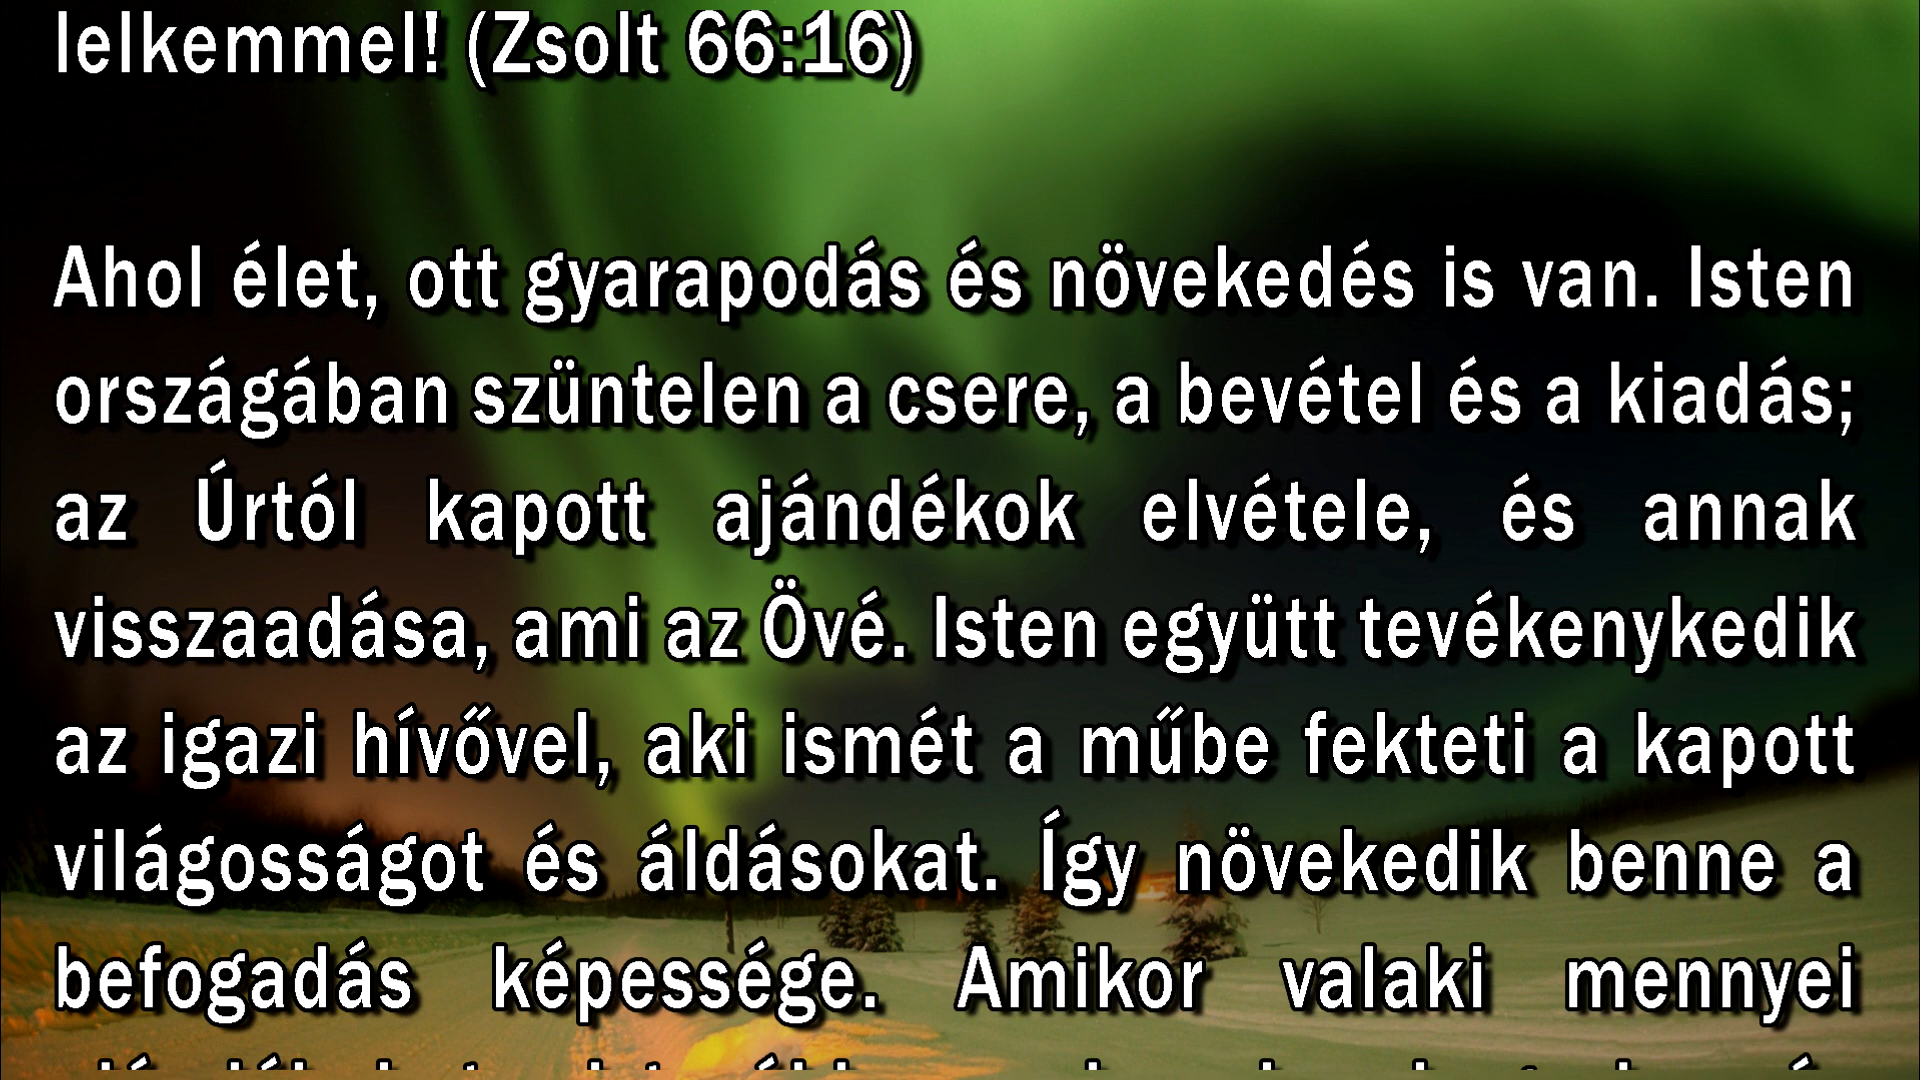 lelkemmel! (Zsolt 66:16)
Ahol élet, ott gyarapodás és növekedés is van. Isten
országában szüntelen a csere, a bevétel és a kiadás;
az Úrtól kapott ajándékok elvétele, és annak
visszaadása, ami az Övé. Isten együtt tevékenykedik
az igazi hívővel, aki ismét a műbe fekteti a kapott
világosságot és áldásokat. Így növekedik benne a
befogadás képessége. Amikor valaki mennyei